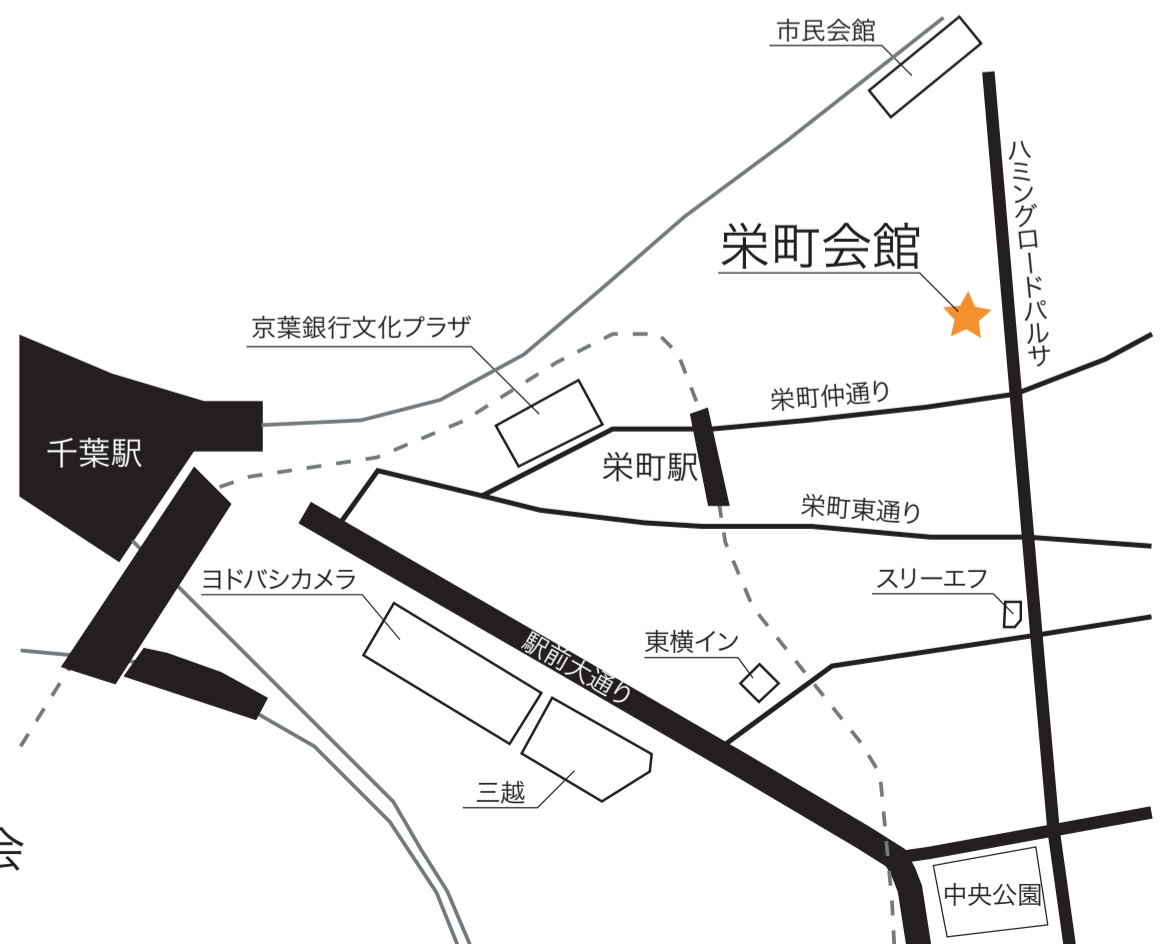 市民会館
ハミングロードパルサ
栄町会館
京葉銀行文化プラザ
栄町仲通り
千葉駅
栄町駅
栄町東通り
ヨドバシカメラ
スリーエフ
東横イン
駅前大通り
三越
会
中央公園